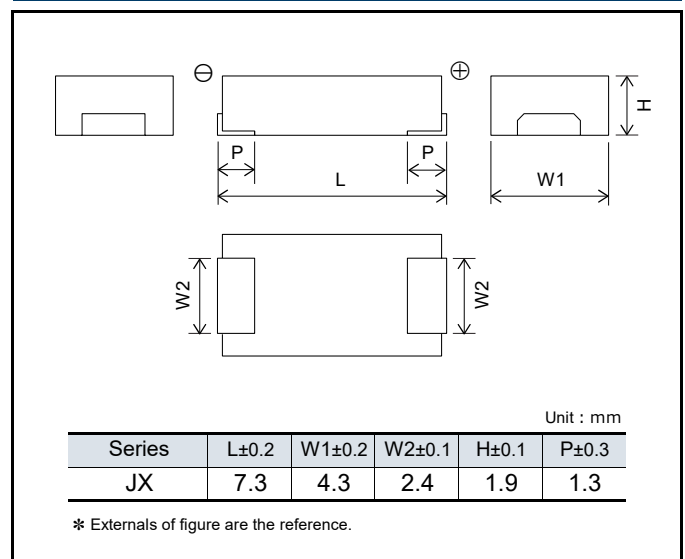 ⊖ ⊕
H
P P
L
W1
W2 W2
Unit：mm
Series L±0.2 W1±0.2 W2±0.1 H±0.1 P±0.3
JX 7.3 4.3 2.4 1.9 1.3
✽ Externals of figure are the reference.